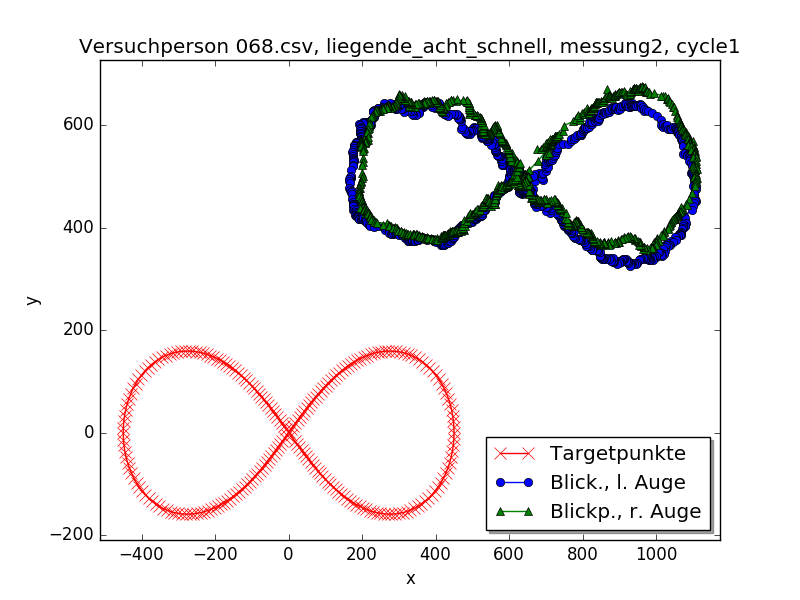 Versuchperson 068.csv, liegende_acht_schnell, messung2, cycle1
y
600
400
200
0
−200
−400
−200
0
200
400
600
800
1000
x
Targetpunkte
Blick., l. Auge
Blickp., r. Auge